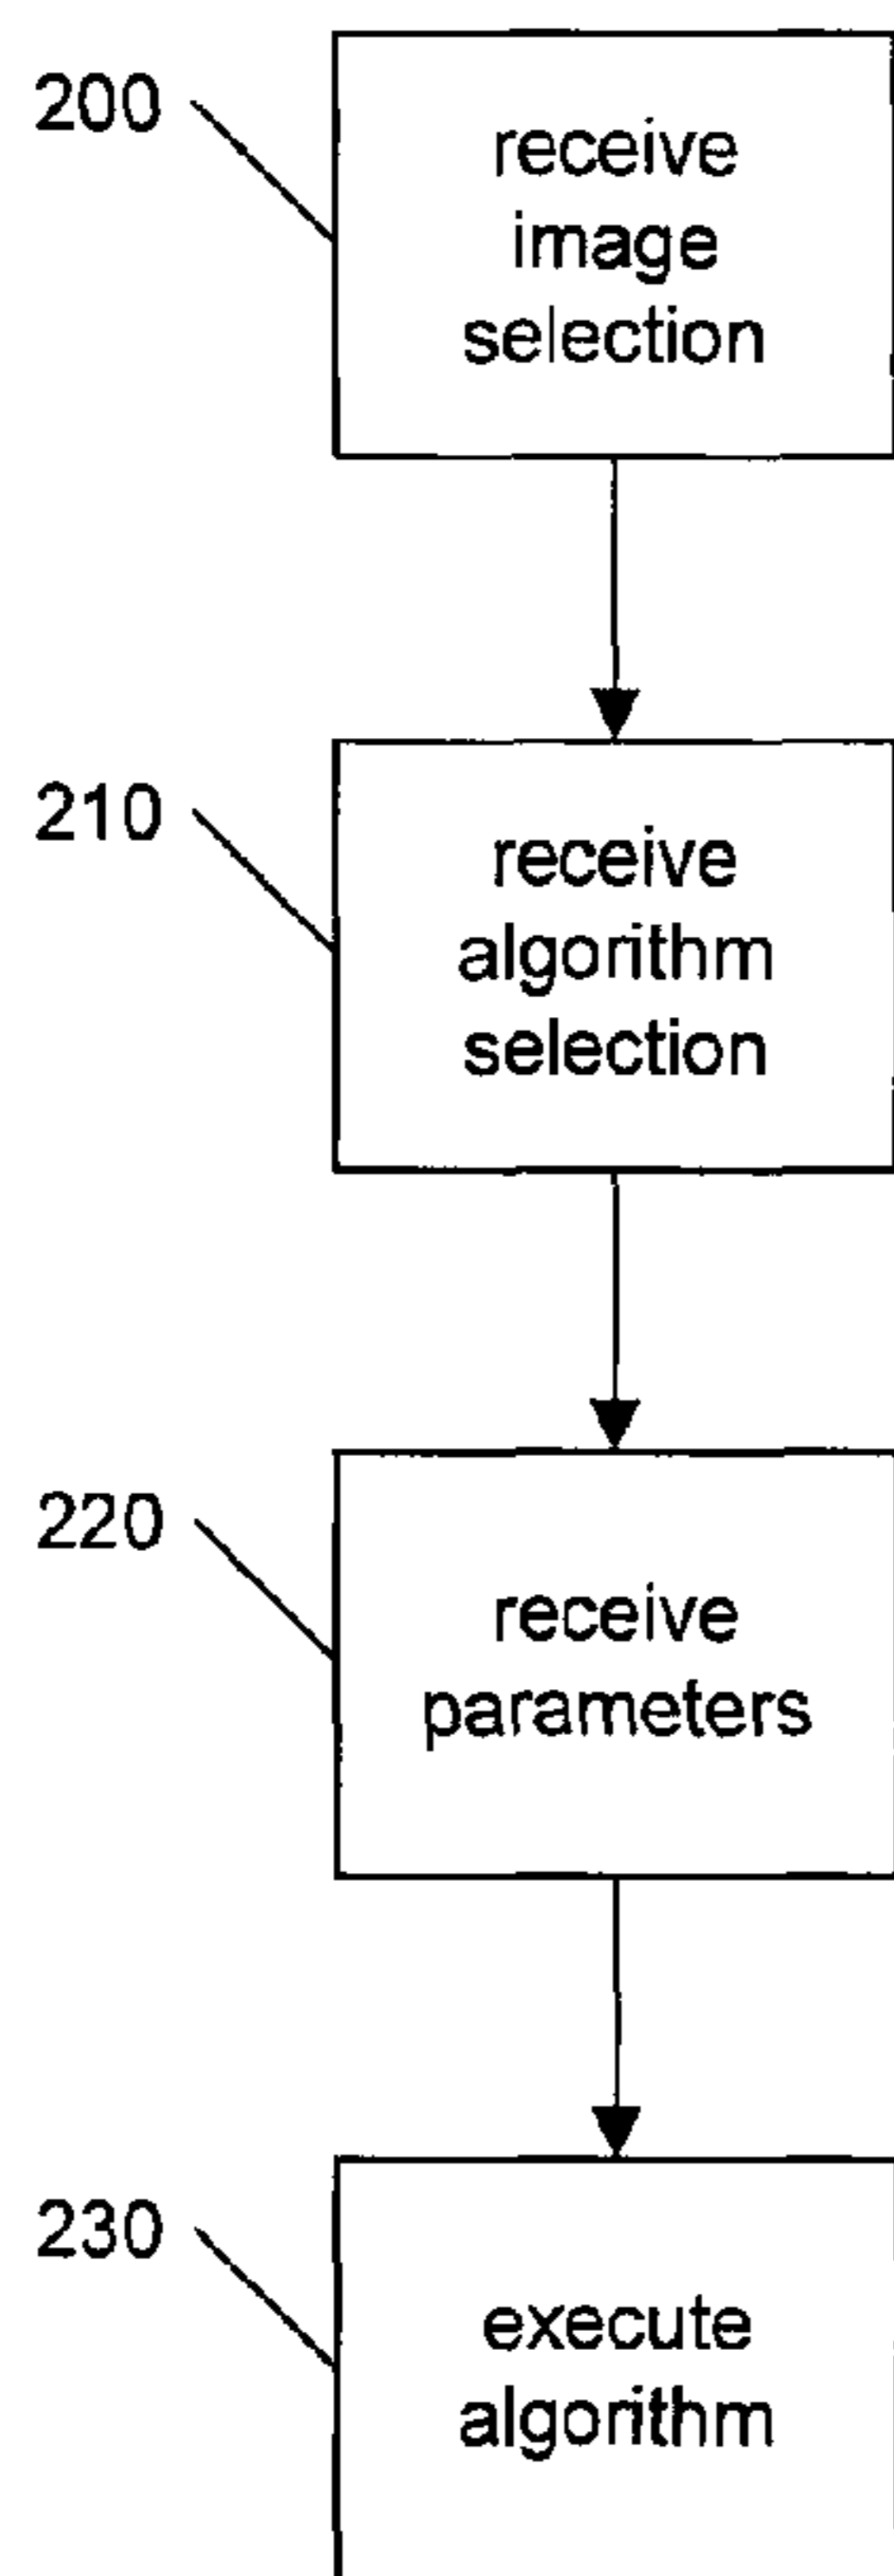 200
receive
image
selection
210
receive
algorithm
selection
220
receive
parameters
230
execute
algorithm